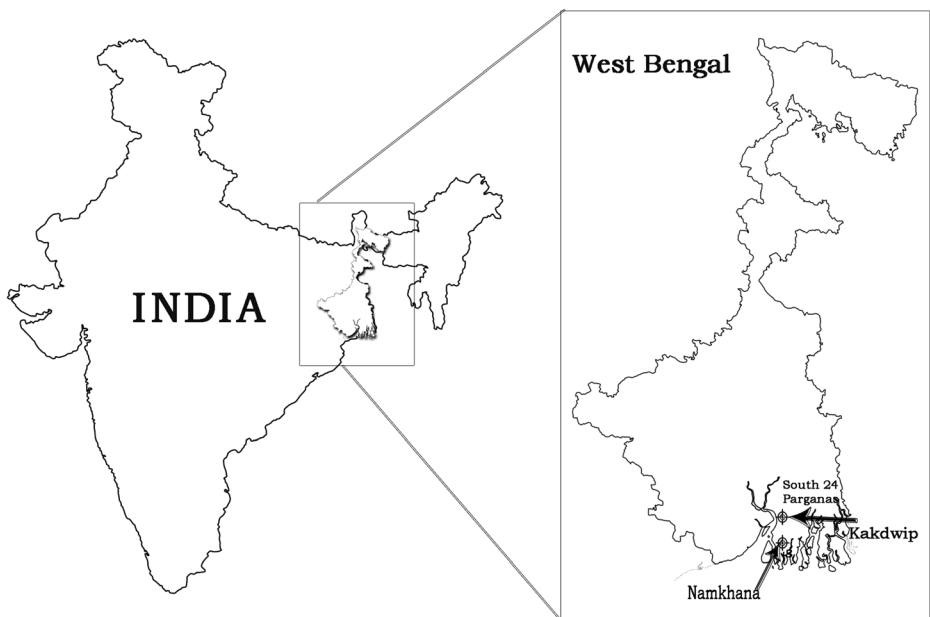 West Bengal
INDIA
South 24
Parganas
Kakdwip
Namkhana